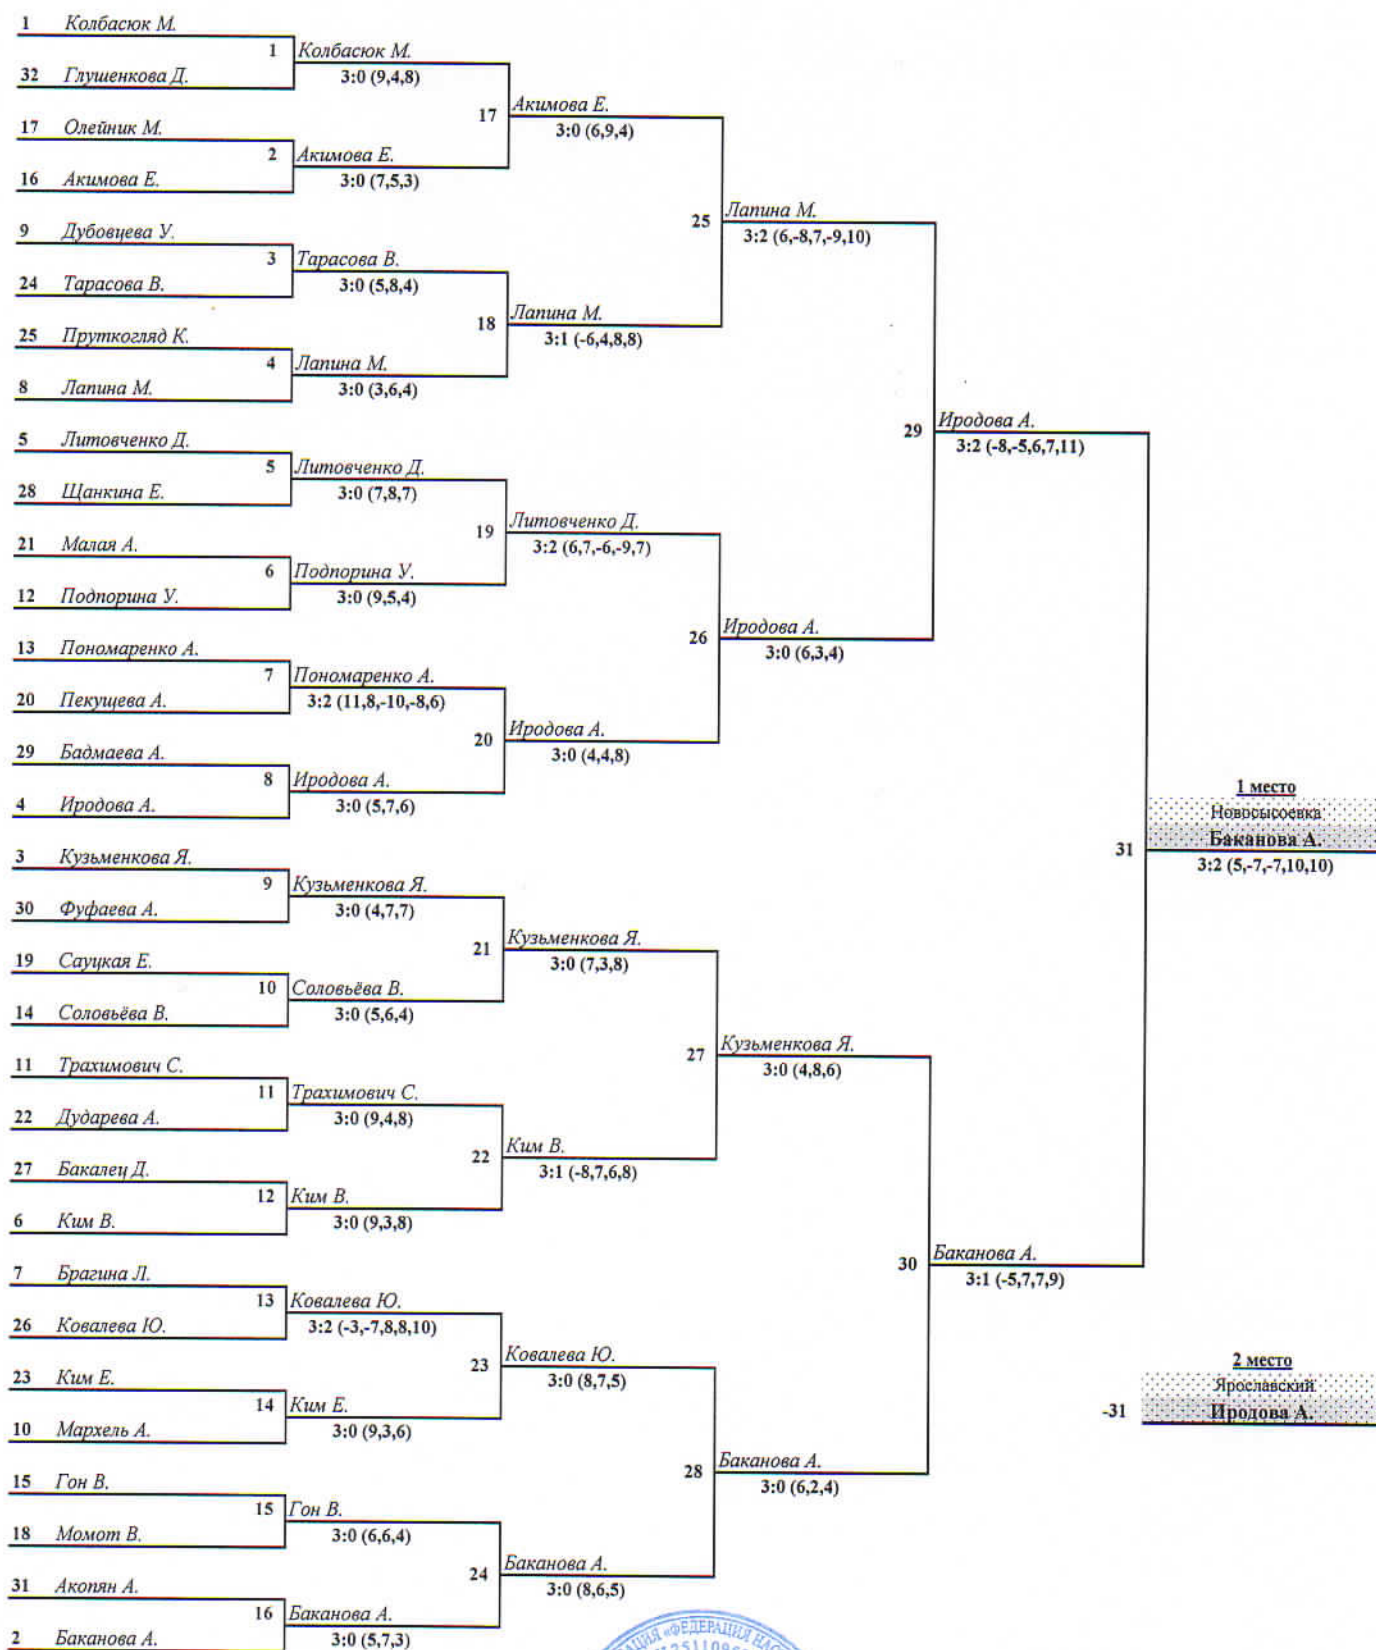 1 Колбасюк М.
1 Колбасюк М.
32 Глушенкова Д.
3:0 (9,4,8)
17 Акимова Е.
3:0 (6,9,4)
17 Олейник М.
2 Акимова Е.
16 Акимова Е.
3:0 (7,5,3)
25 Лапина М.
3:2 (6,-8,7,-9,10)
9 Дубовцева У.
3 Тарасова В.
24 Тарасова В.
3:0 (5,8,4)
18 Лапина М.
3:1 (-6,4,8,8)
25 Пруткогляд К.
4 Лапина М.
8 Лапина М.
3:0 (3,6,4)
29 Иродова А.
3:2 (-8,-5,6,7,11)
5 Литовченко Д.
5 Литовченко Д.
28 Щанкина Е.
3:0 (7,8,7)
19 Литовченко Д.
3:2 (6,7,-6,-9,7)
21 Малая А.
6 Подпорина У.
12 Подпорина У.
3:0 (9,5,4)
26 Иродова А.
3:0 (6,3,4)
13 Пономаренко А.
7 Пономаренко А.
20 Пекущева А.
3:2 (11,8,-10,-8,6)
20 Иродова А.
3:0 (4,4,8)
29 Бадмаева А.
8 Иродова А.
4 Иродова А.
3:0 (5,7,6)
1 место
Новосысоевка
31 Баканова А.
3:2 (5,-7,-7,10,10)
3 Кузьменкова Я.
9 Кузьменкова Я.
30 Фуфаева А.
3:0 (4,7,7)
21 Кузьменкова Я.
3:0 (7,3,8)
19 Сауцкая Е.
10 Соловьёва В.
14 Соловьёва В.
3:0 (5,6,4)
27 Кузьменкова Я.
3:0 (4,8,6)
11 Трахимович С.
11 Трахимович С.
22 Дударева А.
3:0 (9,4,8)
22 Ким В.
3:1 (-8,7,6,8)
27 Бакалец Д.
12 Ким В.
6 Ким В.
3:0 (9,3,8)
30 Баканова А.
3:1 (-5,7,7,9)
7 Брагина Л.
13 Ковалева Ю.
26 Ковалева Ю.
3:2 (-3,-7,8,8,10)
23 Ковалева Ю.
3:0 (8,7,5)
2 место
Ярославский
-31 Иродова А.
23 Ким Е.
14 Ким Е.
10 Мархель А.
3:0 (9,3,6)
28 Баканова А.
3:0 (6,2,4)
15 Гон В.
15 Гон В.
18 Момот В.
3:0 (6,6,4)
24 Баканова А.
3:0 (8,6,5)
31 Акопян А.
16 Баканова А.
2 Баканова А.
3:0 (5,7,3)
«ФЕДЕРАЦИЯ